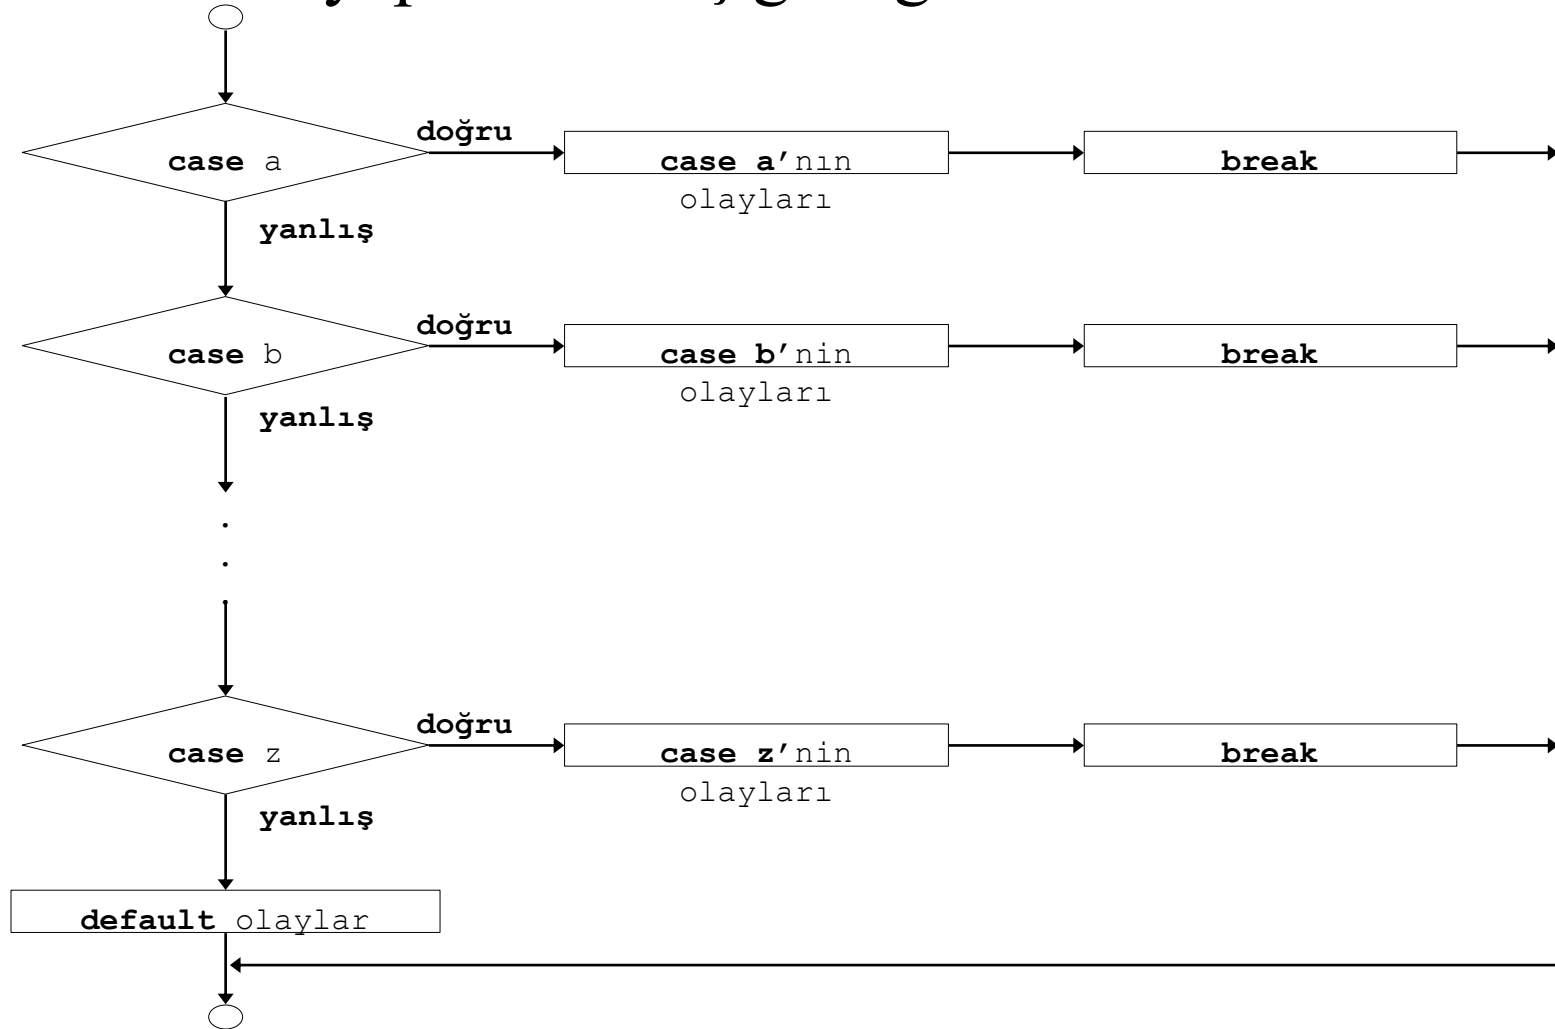 doğru
case a
case a’nın
break
olayları
yanlış
doğru
case b
case b’nin
break
olayları
yanlış
.
.
.
doğru
case z
case z’nin
break
olayları
yanlış
default olaylar